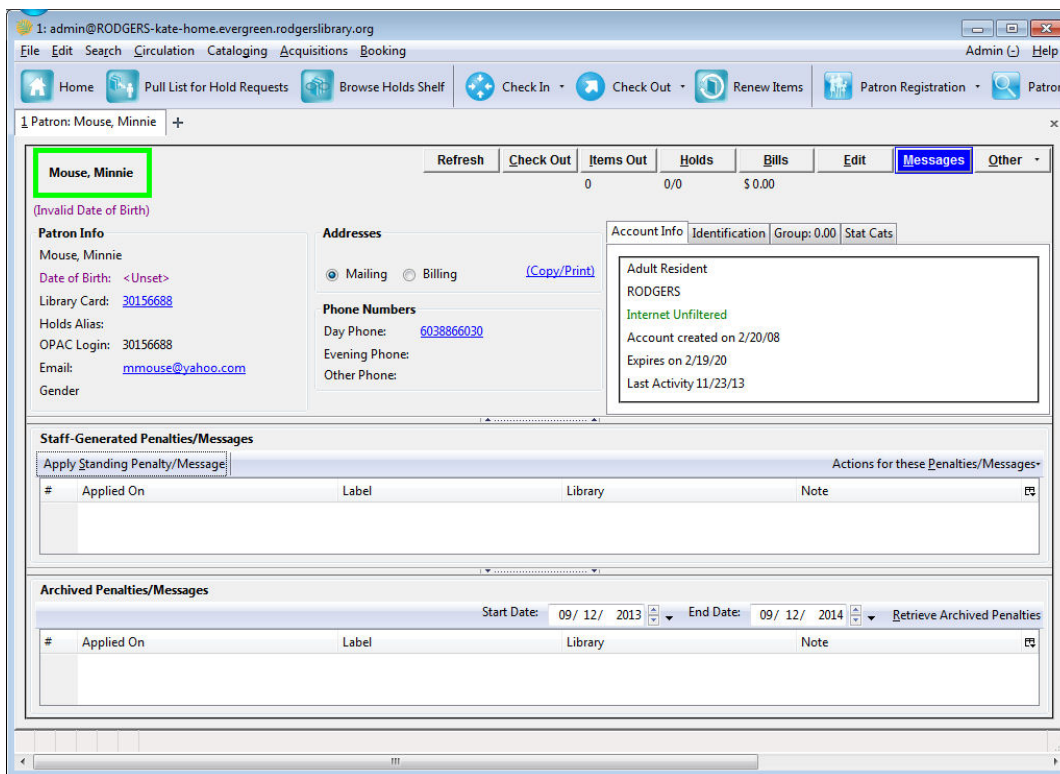 1: admin@RODGERS-kate-home.evergreen.rodgerslibrary.org
File Edit Search Circulation Cataloging Acquisitions Booking Admin (-) Help
Home Pull List for Hold Requests Browse Holds Shelf Check In Check Out Renew Items Patron Registration Patro
1 Patron: Mouse, Minnie
Mouse, Minnie
Refresh Check Out Items Out Holds Bills Edit Messages Other
0 0/0 $ 0.00
(Invalid Date of Birth)
Patron Info
Mouse, Minnie
Date of Birth: <Unset>
Library Card: 30156688
Holds Alias:
OPAC Login: 30156688
Email: mmouse@yahoo.com
Gender
Addresses
Mailing Billing (Copy/Print)
Phone Numbers
Day Phone: 6038866030
Evening Phone:
Other Phone:
Account Info Identification Group: 0.00 Stat Cats
Adult Resident
RODGERS
Internet Unfiltered
Account created on 2/20/08
Expires on 2/19/20
Last Activity 11/23/13
Staff-Generated Penalties/Messages
Apply Standing Penalty/Message Actions for these Penalties/Messages
# Applied On Label Library Note
Archived Penalties/Messages
Start Date: 09/ 12/ 2013 End Date: 09/ 12/ 2014 Retrieve Archived Penalties
# Applied On Label Library Note